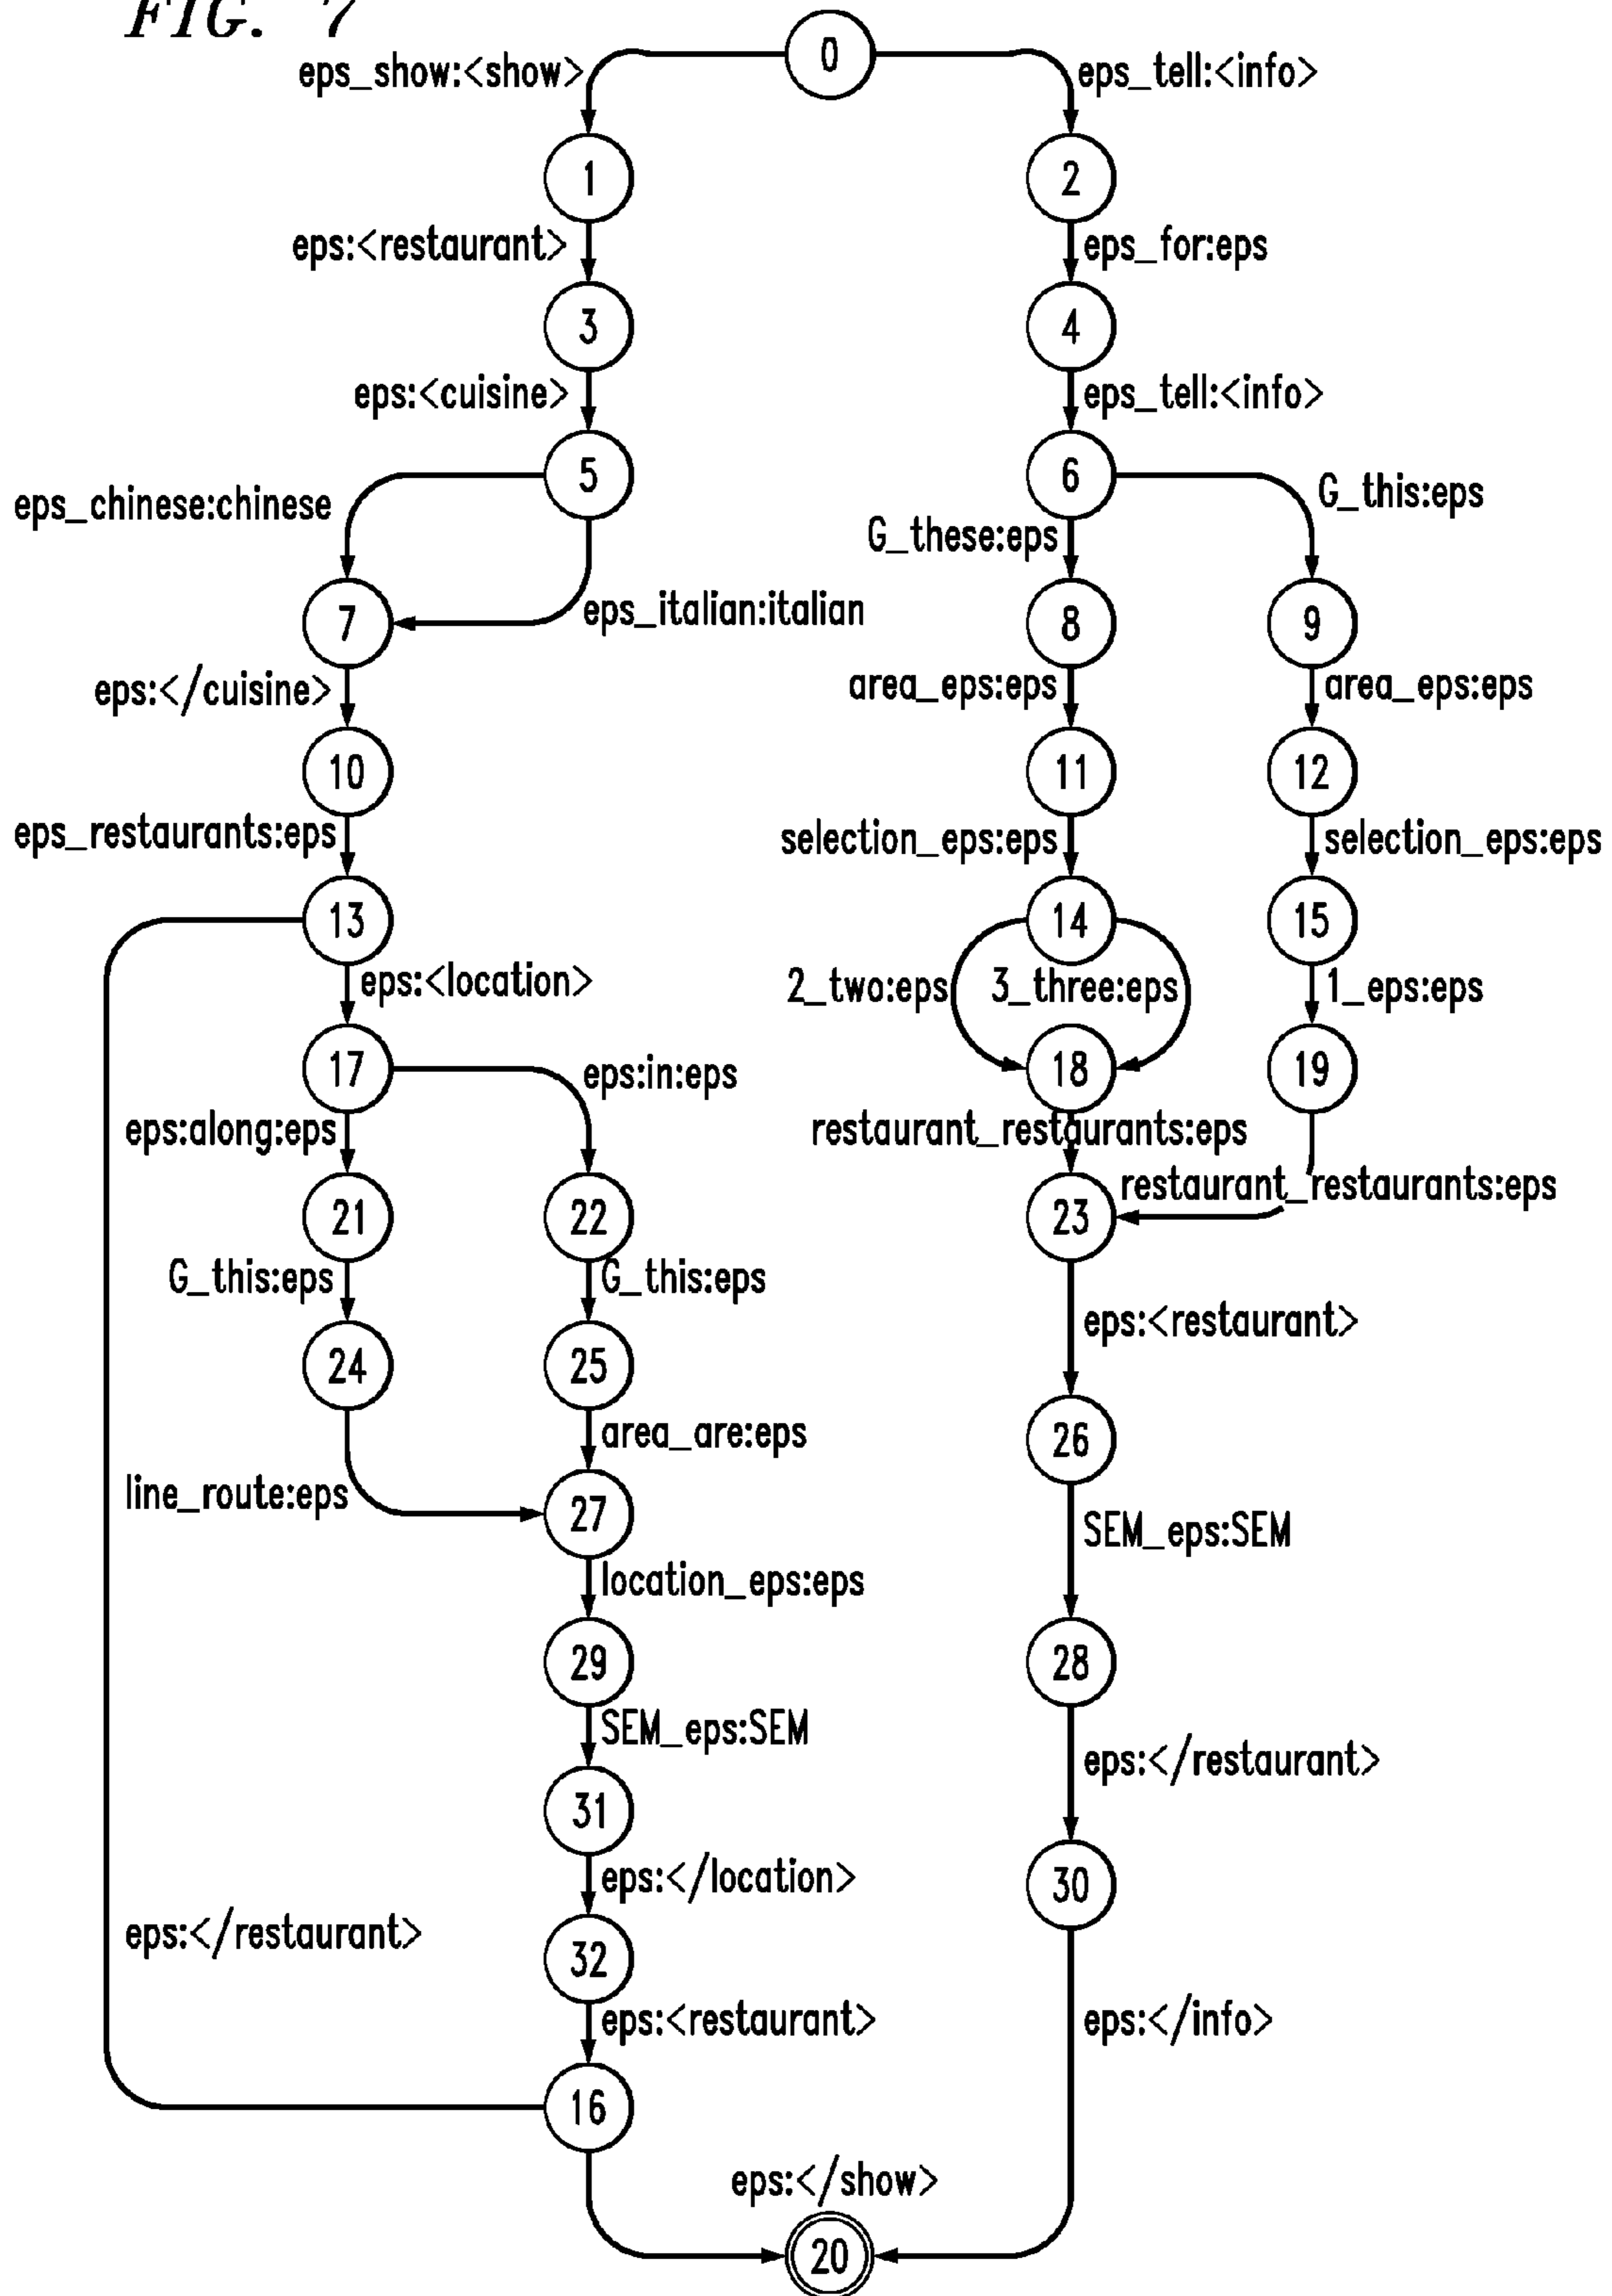 FIG. 7
0
eps_show:<show>
eps_tell:<info>
1
2
eps:<restaurant>
eps_for:eps
3
4
eps:<cuisine>
eps_tell:<info>
5
6
eps_chinese:chinese
G_this:eps
G_these:eps
eps_italian:italian
7
8
9
eps:</cuisine>
area_eps:eps
area_eps:eps
10
11
12
eps_restaurants:eps
selection_eps:eps
selection_eps:eps
13
14
15
eps:<location>
2_two:eps
3_three:eps
1_eps:eps
17
18
19
eps:in:eps
eps:along:eps
restaurant_restaurants:eps
restaurant_restaurants:eps
21
22
23
G_this:eps
G_this:eps
eps:<restaurant>
24
25
area_are:eps
26
line_route:eps
27
SEM_eps:SEM
location_eps:eps
29
28
SEM_eps:SEM
eps:</restaurant>
31
eps:</location>
30
eps:</restaurant>
32
eps:<restaurant>
eps:</info>
16
eps:</show>
20